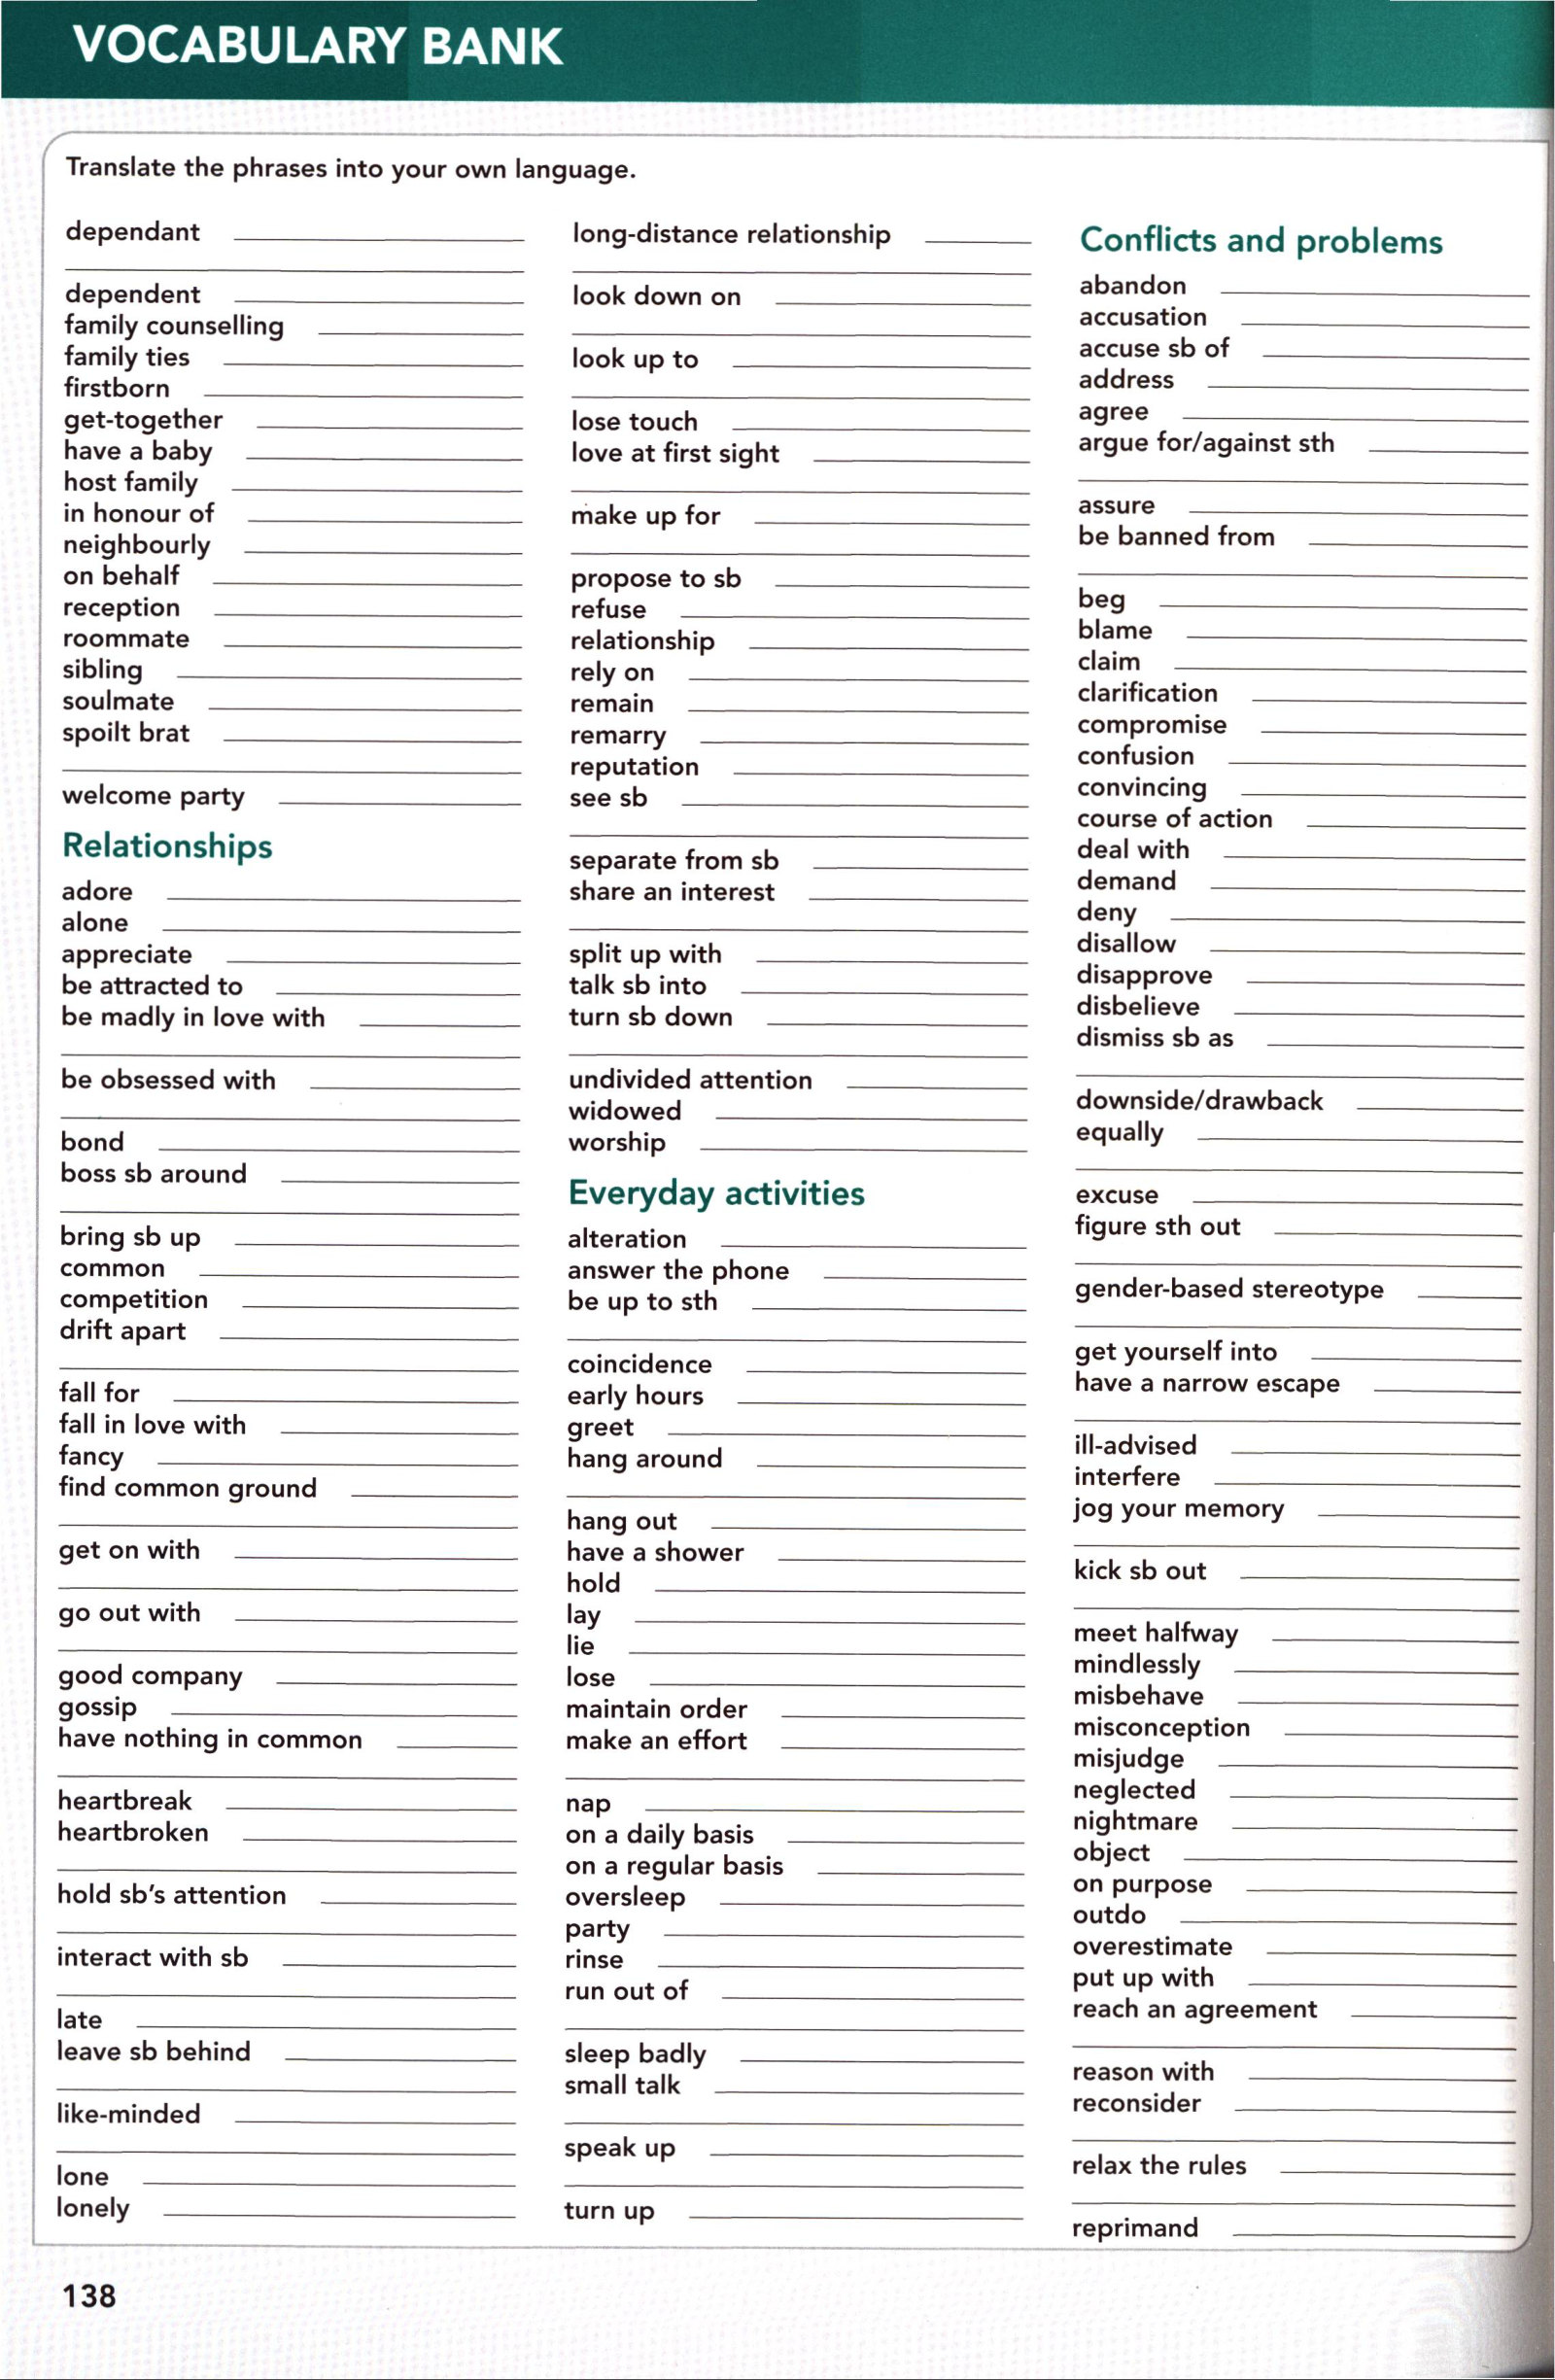 VOCABULARY BANK
Translate the phrases into your own language.
dependant
dependent
family counselling
family ties
firstborn
get-together
have a baby
host family
in honour of
neighbourly
on behalf
reception
roommate
sibling
soulmate
spoilt brat
welcome party
Relationships
adore
alone
appreciate
be attracted to
be madly in love with
be obsessed with
bond
boss sb around
bring sb up
common
competition
drift apart
fall for
fall in love with
fancy
find common ground
get on with
go out with
good company
gossip
have nothing in common
heartbreak
heartbroken
hold sb's attention
interact with sb
late
leave sb behind
like-minded
lone
lonely
long-distance relationship
look down on
look up to
lose touch
love at first sight
make up for
propose to sb
refuse
relationship
rely on
remain
remarry
reputation
see sb
separate from sb
share an interest
split up with
talk sb into
turn sb down
undivided attention
widowed
worship
Everyday activities
alteration
answer the phone
be up to sth
coincidence
early hours
greet
hang around
hang out
have a shower
hold
lay
lie
lose
maintain order
make an effort
nap
on a daily basis
on a regular basis
oversleep
party
rinse
run out of
sleep badly
small talk
speak up
turn up
Conflicts and problems
abandon
accusation
accuse sb of
address
agree
argue for/against sth
assure
be banned from
beg
blame
claim
clarification
compromise
confusion
convincing
course of action
deal with
demand
deny
disallow
disapprove
disbelieve
dismiss sb as
downside/drawback
equally
excuse
figure sth out
gender-based stereotype
get yourself into
have a narrow escape
ill-advised
interfere
jog your memory
kick sb out
meet halfway
mindlessly
misbehave
misconception
misjudge
neglected
nightmare
object
on purpose
outdo
overestimate
put up with
reach an agreement
reason with
reconsider
relax the rules
reprimand
138